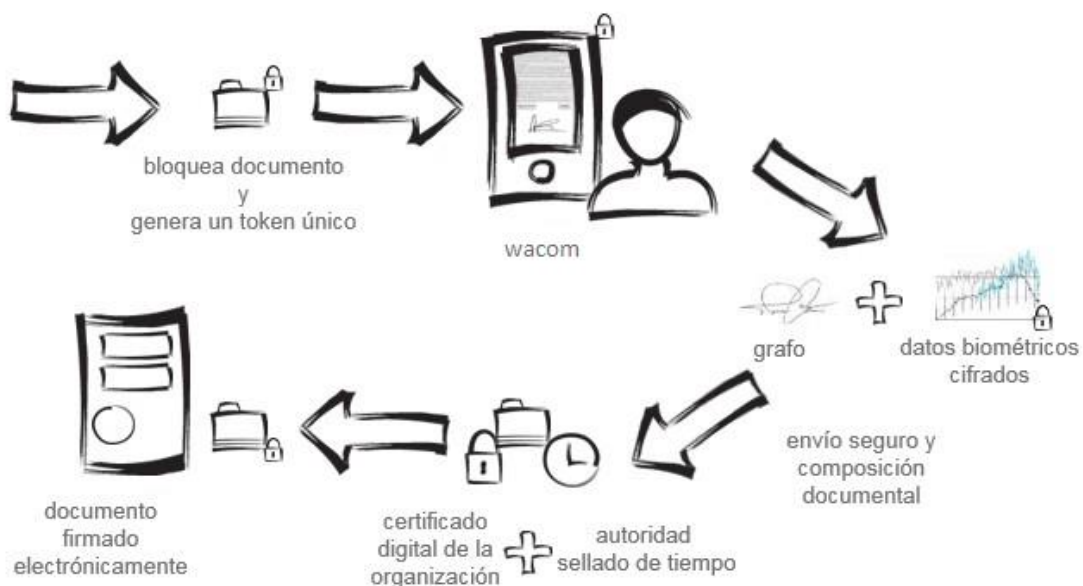 bloquea documento
y
genera un token único
wacom
grafo
datos biométricos
cifrados
envío seguro y
composición
documental
certificado
digital de la
organización
autoridad
sellado de tiempo
documento
firmado
electrónicamente